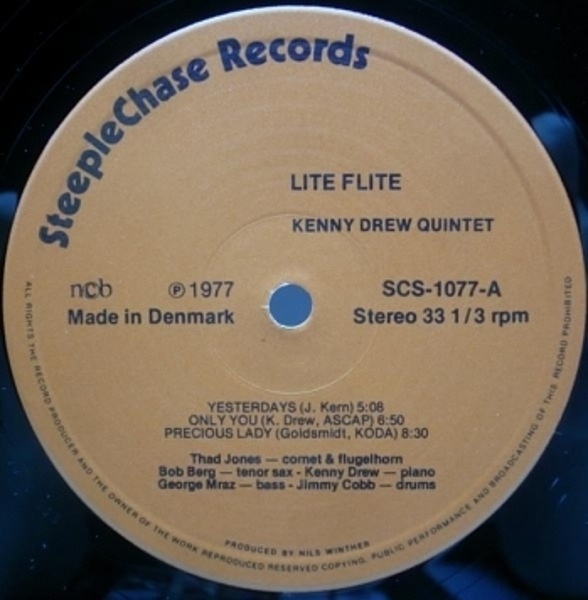 SteepleChase Records
LITE FLITE
KENNY DREW QUINTET
ncb ℗ 1977
Made in Denmark
SCS-1077-A
Stereo 33 1/3 rpm
YESTERDAYS (J. Kern) 5:08
ONLY YOU (K. Drew, ASCAP) 6:50
PRECIOUS LADY (Goldsmidt, KODA) 8:30
Thad Jones — cornet & flugelhorn
Bob Berg — tenor sax - Kenny Drew — piano
George Mraz — bass - Jimmy Cobb — drums
PRODUCED BY NILS WINTHER
ALL RIGHTS THE RECORD PRODUCER AND THE OWNER OF THE WORK REPRODUCED RESERVED COPYING, PUBLIC PERFORMANCE AND BROADCASTING OF THIS RECORD PROHIBITED